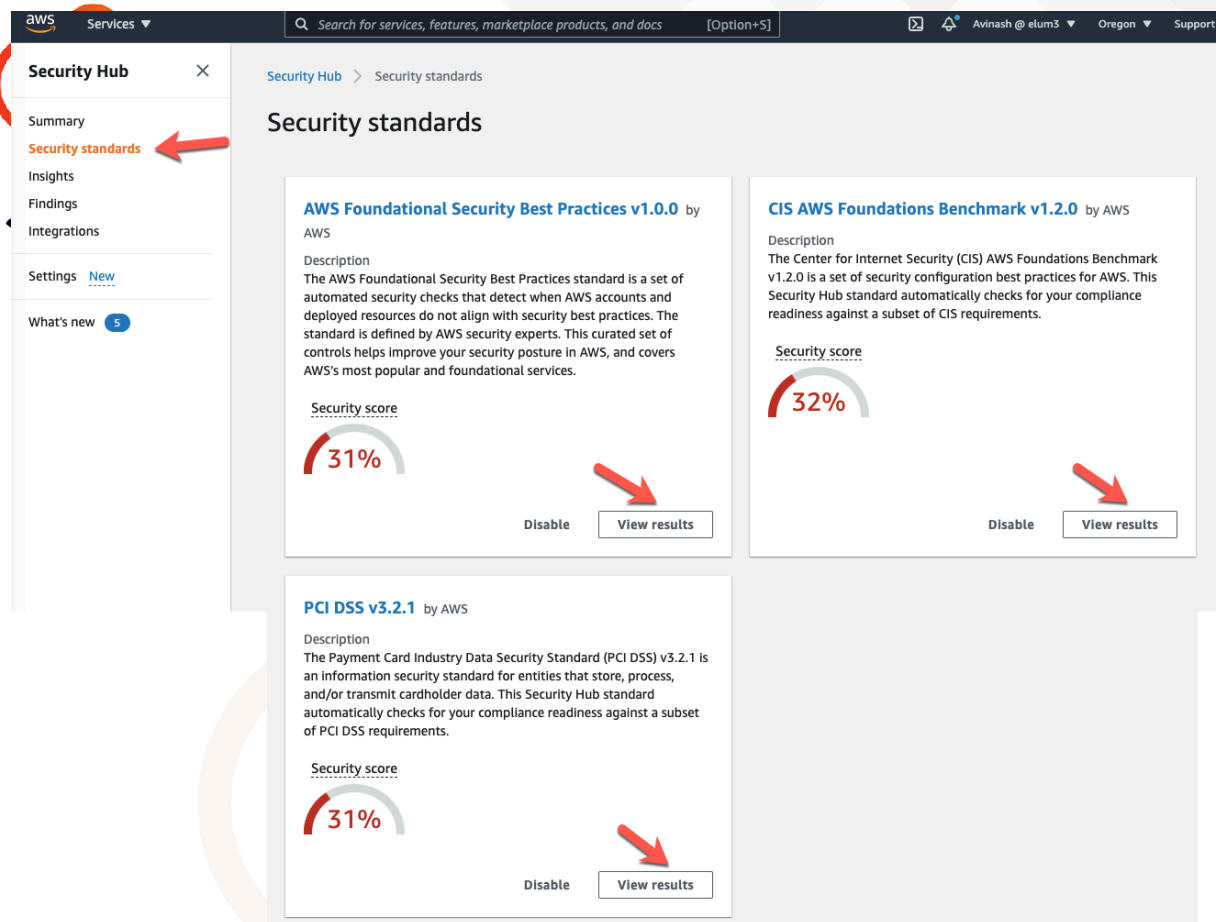 aws
Services ▼
Search for services, features, marketplace products, and docs [Option+S]
Avinash @ elum3 ▼
Oregon ▼
Support
Security Hub
Summary
Security standards
Insights
Findings
Integrations
Settings New
What's new 5
Security Hub > Security standards
Security standards
AWS Foundational Security Best Practices v1.0.0 by
AWS
Description
The AWS Foundational Security Best Practices standard is a set of
automated security checks that detect when AWS accounts and
deployed resources do not align with security best practices. The
standard is defined by AWS security experts. This curated set of
controls helps improve your security posture in AWS, and covers
AWS's most popular and foundational services.
Security score
31%
Disable View results
CIS AWS Foundations Benchmark v1.2.0 by AWS
Description
The Center for Internet Security (CIS) AWS Foundations Benchmark
v1.2.0 is a set of security configuration best practices for AWS. This
Security Hub standard automatically checks for your compliance
readiness against a subset of CIS requirements.
Security score
32%
Disable View results
PCI DSS v3.2.1 by AWS
Description
The Payment Card Industry Data Security Standard (PCI DSS) v3.2.1 is
an information security standard for entities that store, process,
and/or transmit cardholder data. This Security Hub standard
automatically checks for your compliance readiness against a subset
of PCI DSS requirements.
Security score
31%
Disable View results